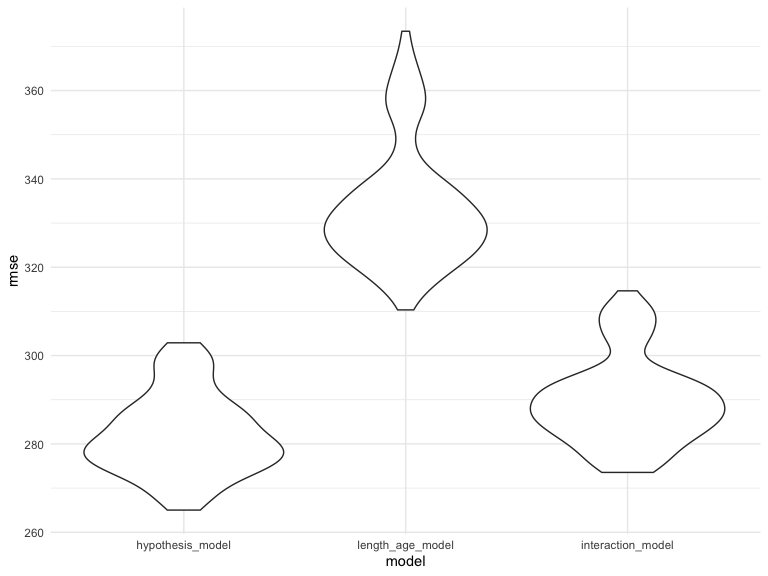 360
340
320
300
280
260
rmse
hypothesis_model
length_age_model
interaction_model
model